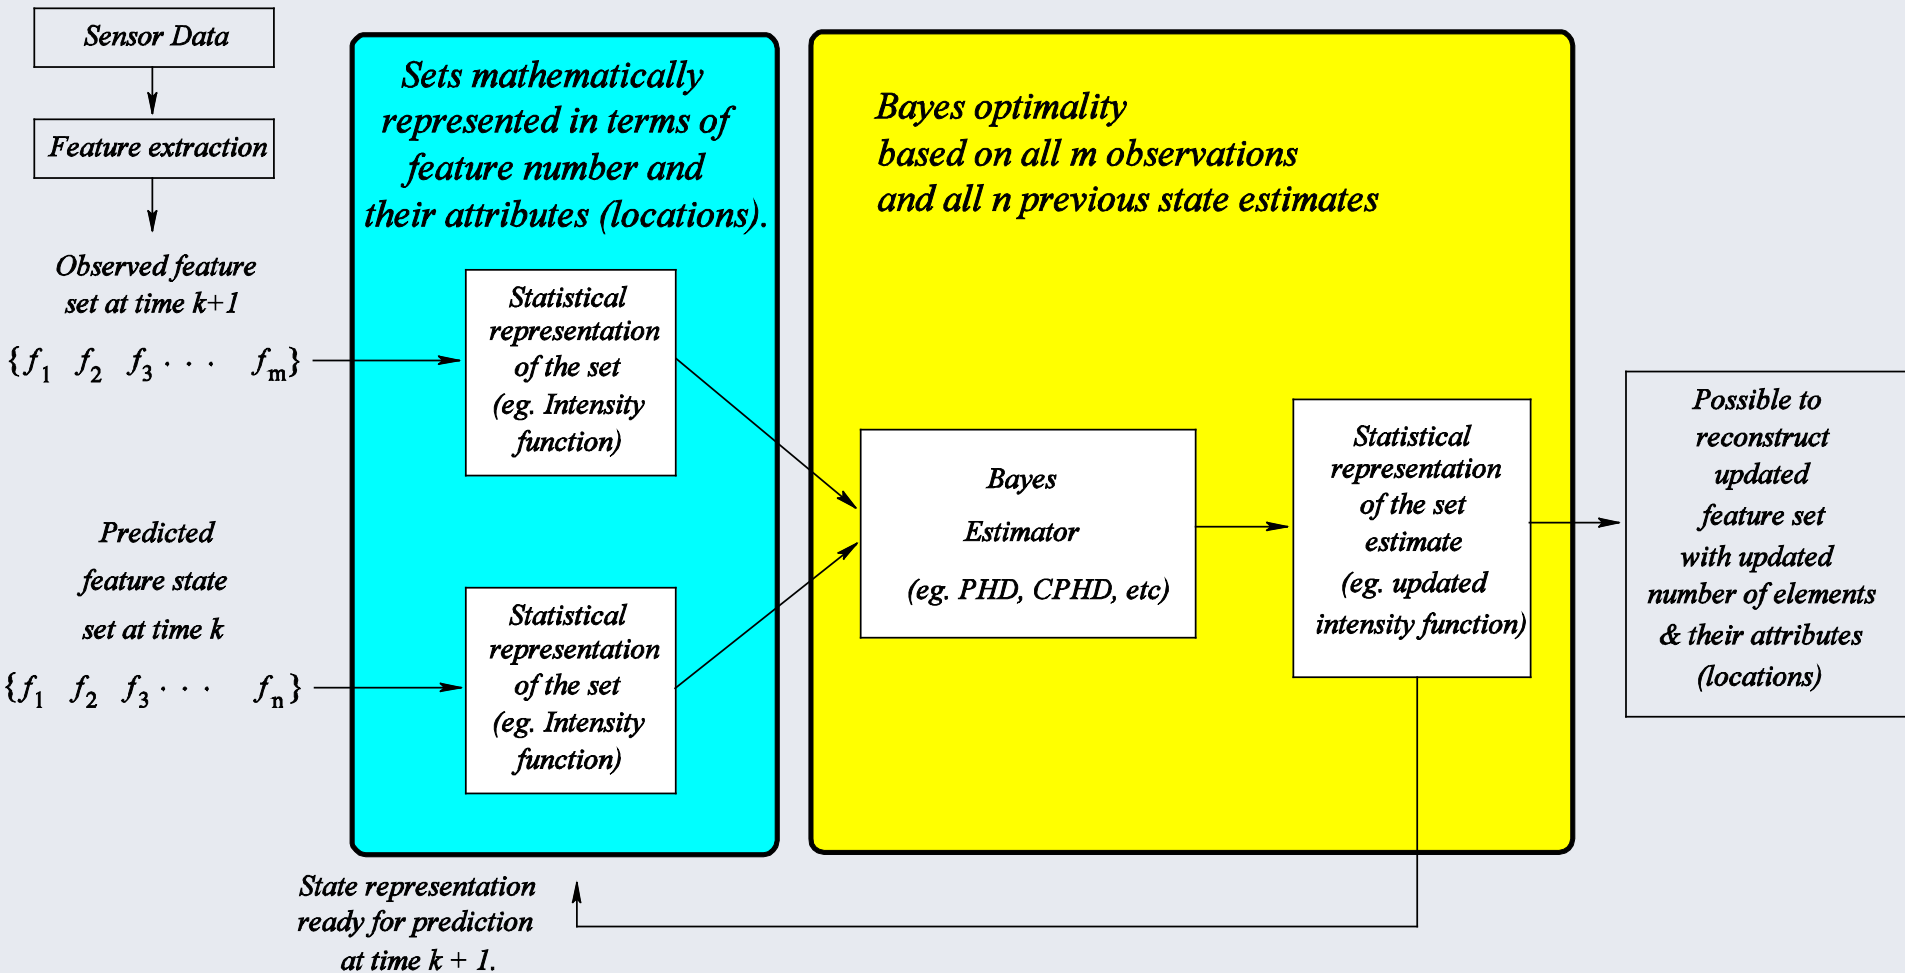 Sensor Data
Feature extraction
Observed feature
set at time k+1
{f1 f2 f3 . . . fm}
Predicted
feature state
set at time k
{f1 f2 f3 . . . fn}
Sets mathematically
represented in terms of
feature number and
their attributes (locations).
Statistical
representation
of the set
(eg. Intensity
function)
Statistical
representation
of the set
(eg. Intensity
function)
State representation
ready for prediction
at time k + 1.
Bayes optimality
based on all m observations
and all n previous state estimates
Bayes
Estimator
(eg. PHD, CPHD, etc)
Statistical
representation
of the set
estimate
(eg. updated
intensity function)
Possible to
reconstruct
updated
feature set
with updated
number of elements
& their attributes
(locations)